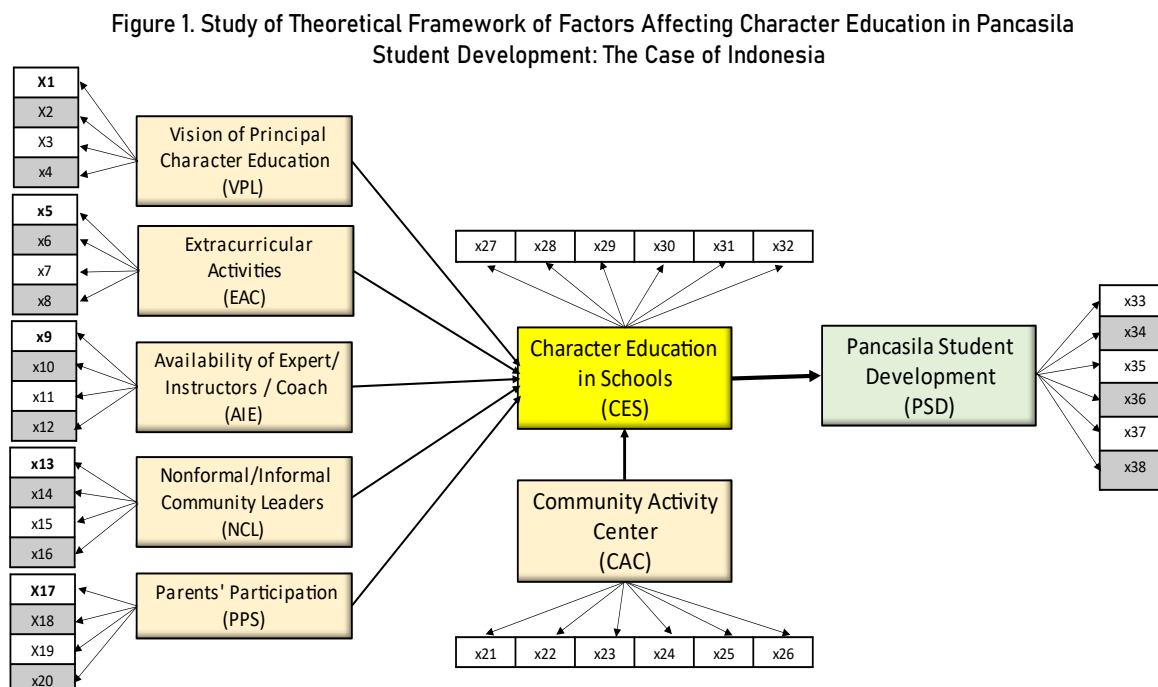 Figure 1. Study of Theoretical Framework of Factors Affecting Character Education in Pancasila
Student Development: The Case of Indonesia
X1
X2
X3
x4
Vision of Principal
Character Education
(VPL)
x5
x6
x7
x8
Extracurricular
Activities
(EAC)
x9
x10
x11
x12
Availability of Expert/
Instructors / Coach
(AIE)
x13
x14
x15
x16
Nonformal/Informal
Community Leaders
(NCL)
X17
X18
X19
x20
Parents' Participation
(PPS)
x27 x28 x29 x30 x31 x32
Character Education
in Schools
(CES)
Community Activity
Center
(CAC)
x21 x22 x23 x24 x25 x26
Pancasila Student
Development
(PSD)
x33
x34
x35
x36
x37
x38